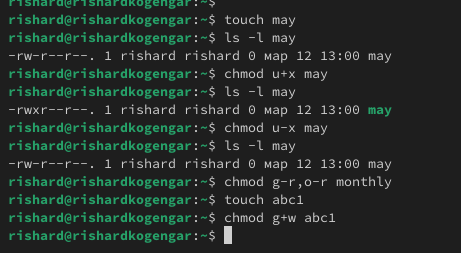 rishard@rishardkogengar:~$
rishard@rishardkogengar:~$ touch may
rishard@rishardkogengar:~$ ls -l may
-rw-r--r--. 1 rishard rishard 0 мар 12 13:00 may
rishard@rishardkogengar:~$ chmod u+x may
rishard@rishardkogengar:~$ ls -l may
-rwxr--r--. 1 rishard rishard 0 мар 12 13:00 may
rishard@rishardkogengar:~$ chmod u-x may
rishard@rishardkogengar:~$ ls -l may
-rw-r--r--. 1 rishard rishard 0 мар 12 13:00 may
rishard@rishardkogengar:~$ chmod g-r,o-r monthly
rishard@rishardkogengar:~$ touch abc1
rishard@rishardkogengar:~$ chmod g+w abc1
rishard@rishardkogengar:~$